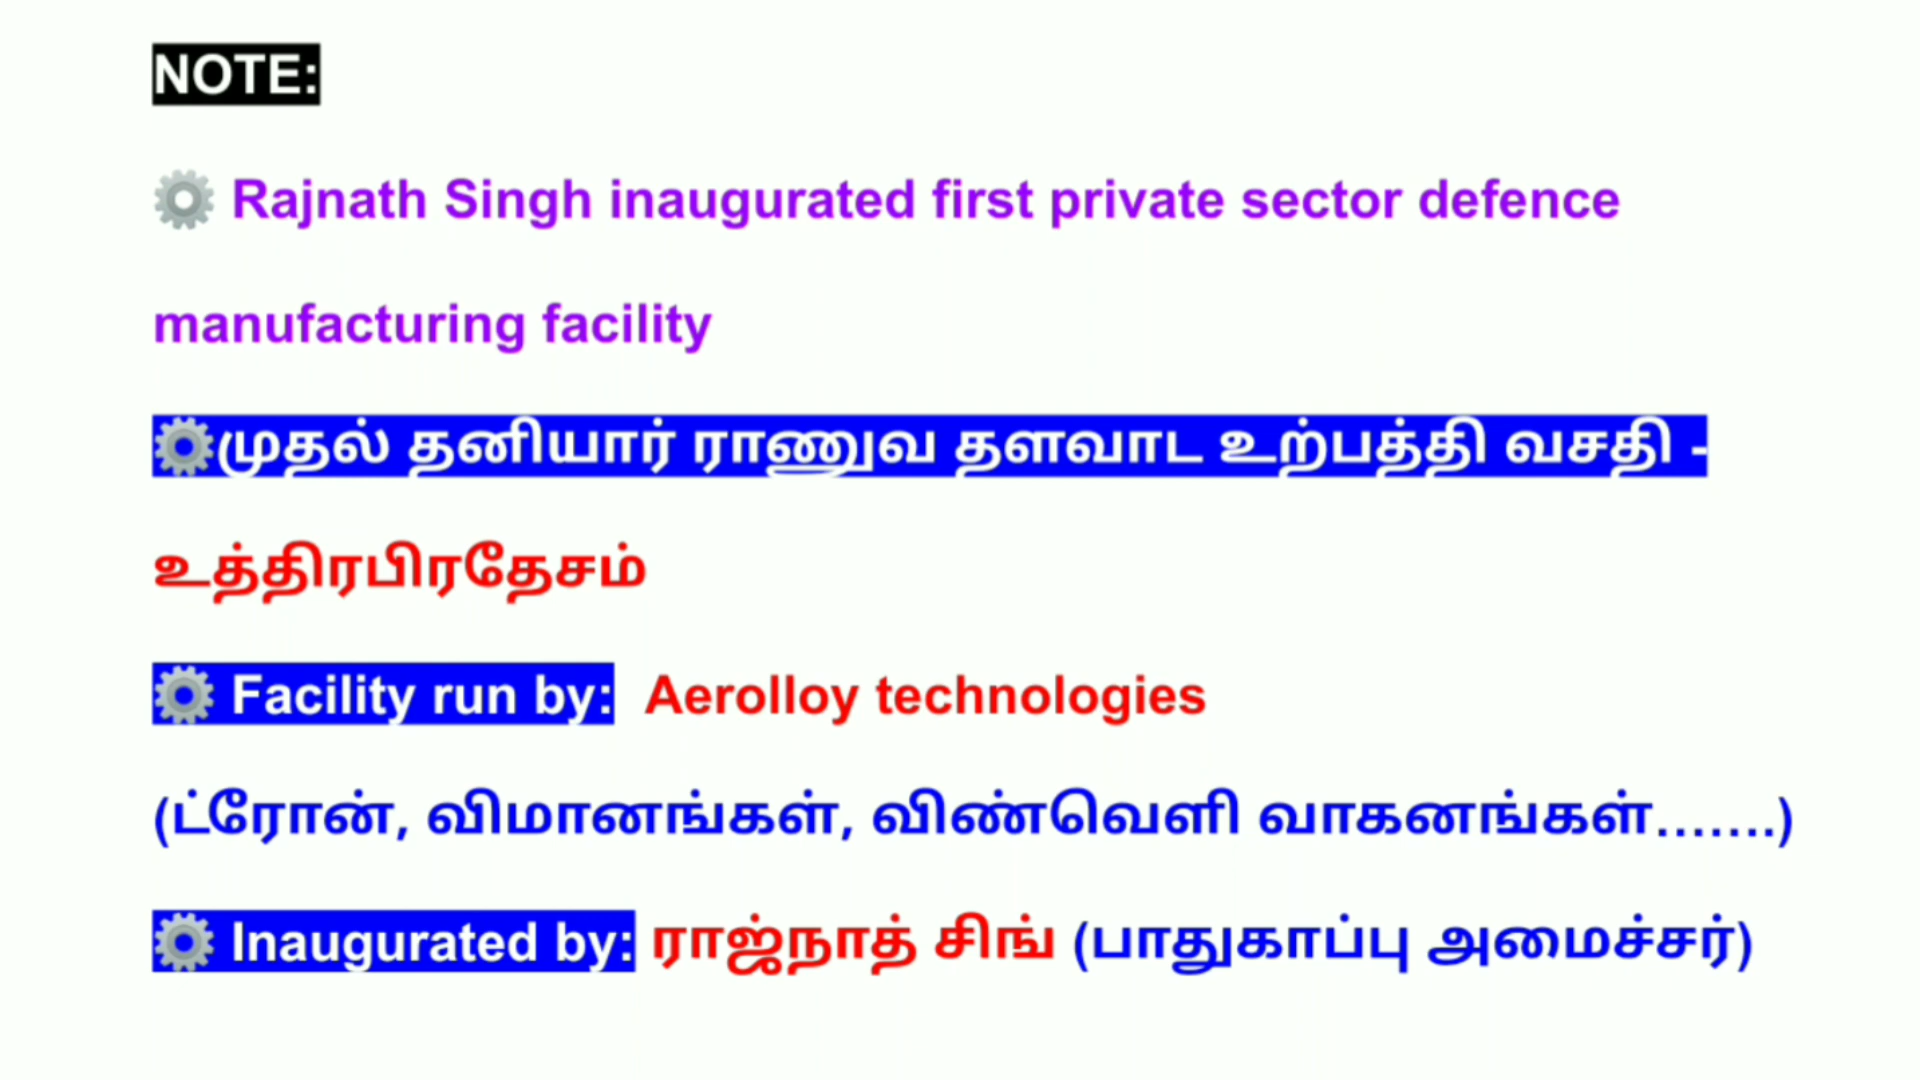 NOTE:
⚙️ Rajnath Singh inaugurated first private sector defence
manufacturing facility
⚙️முதல் தனியார் ராணுவ தளவாட உற்பத்தி வசதி -
உத்திரபிரதேசம்
⚙️ Facility run by: Aerolloy technologies
(ட்ரோன், விமானங்கள், விண்வெளி வாகனங்கள்.......)
⚙️ Inaugurated by: ராஜ்நாத் சிங் (பாதுகாப்பு அமைச்சர்)